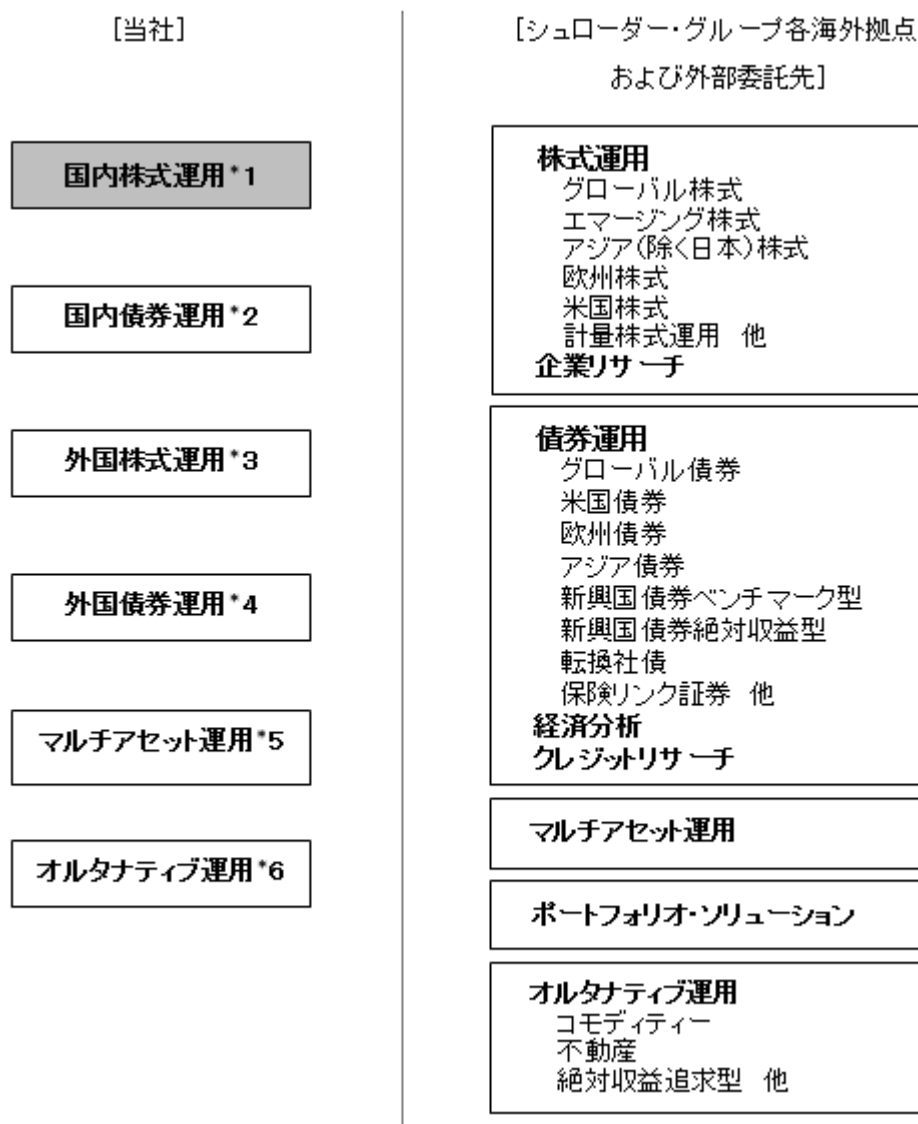 [当社]
国内株式運用*1
国内債券運用*2
外国株式運用*3
外国債券運用*4
マルチアセット運用*5
オルタナティブ運用*6
[シュローダー・グループ各海外拠点
および外部委託先]
株式運用
グローバル株式
エマージング株式
アジア(除く日本)株式
欧州株式
米国株式
計量株式運用 他
企業リサーチ
債券運用
グローバル債券
米国債券
欧州債券
アジア債券
新興国債券ベンチマーク型
新興国債券絶対収益型
転換社債
保険リンク証券 他
経済分析
クレジットリサーチ
マルチアセット運用
ポートフォリオ・ソリューション
オルタナティブ運用
コモディティー
不動産
絶対収益追求型 他